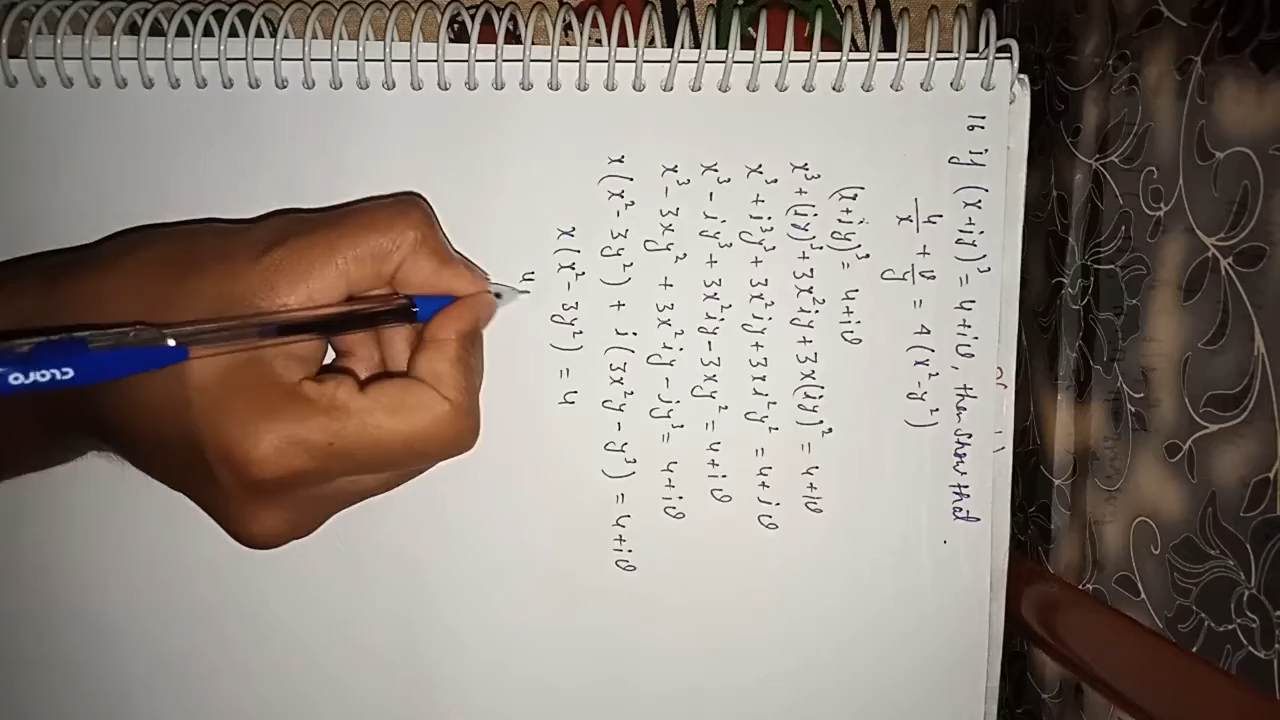 16 if (x+iy)³ = u+iv, then show that
u/x + v/y = 4(x²-y²)
(x+iy)³ = u+iv
x³+(iy)³+3x²iy+3x(iy)² = u+iv
x³+i³y³+3x²iy+3xi²y² = u+iv
x³-iy³+3x²iy-3xy² = u+iv
x³-3xy²+3x²iy-iy³ = u+iv
x(x²-3y²)+i(3x²y-y³) = u+iv
x(x²-3y²) = u
u
claro